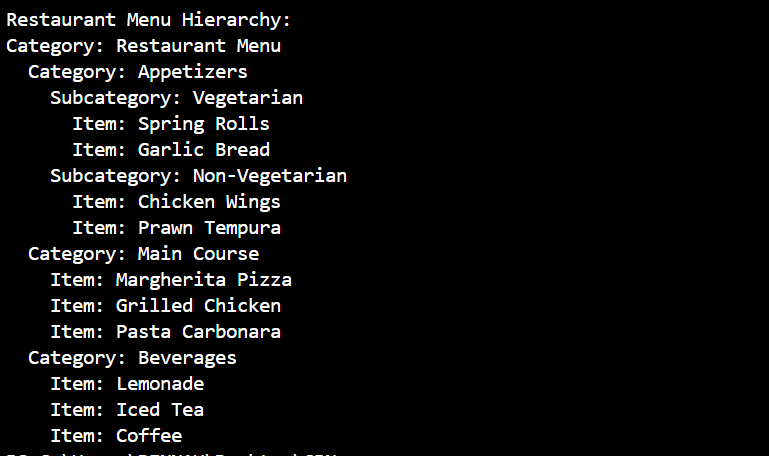 Restaurant Menu Hierarchy:
Category: Restaurant Menu
Category: Appetizers
Subcategory: Vegetarian
Item: Spring Rolls
Item: Garlic Bread
Subcategory: Non-Vegetarian
Item: Chicken Wings
Item: Prawn Tempura
Category: Main Course
Item: Margherita Pizza
Item: Grilled Chicken
Item: Pasta Carbonara
Category: Beverages
Item: Lemonade
Item: Iced Tea
Item: Coffee